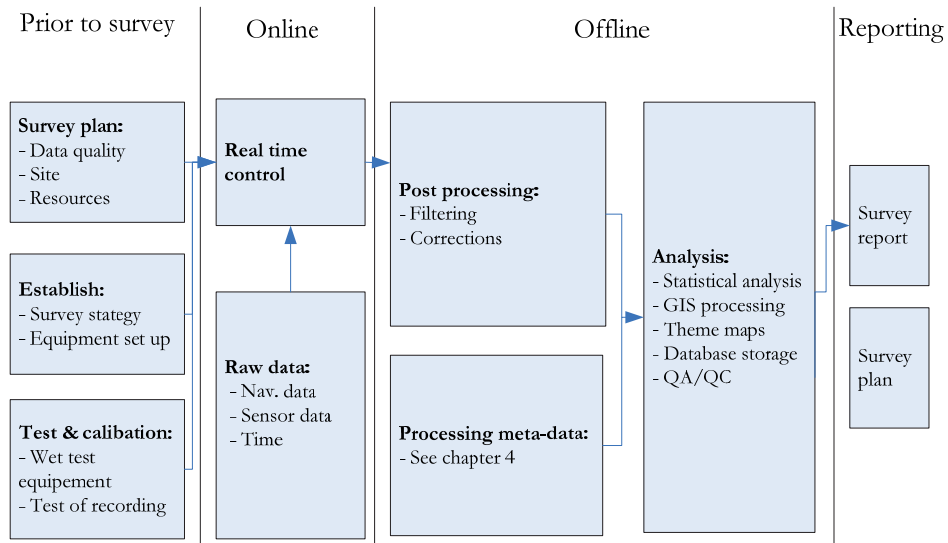 Prior to survey
Online
Offline
Reporting
Survey plan:
- Data quality
- Site
- Resources
Establish:
- Survey stategy
- Equipment set up
Test & calibation:
- Wet test
equipement
- Test of recording
Real time
control
Raw data:
- Nav. data
- Sensor data
- Time
Post processing:
- Filtering
- Corrections
Processing meta-data:
- See chapter 4
Analysis:
- Statistical analysis
- GIS processing
- Theme maps
- Database storage
- QA/QC
Survey
report
Survey
plan